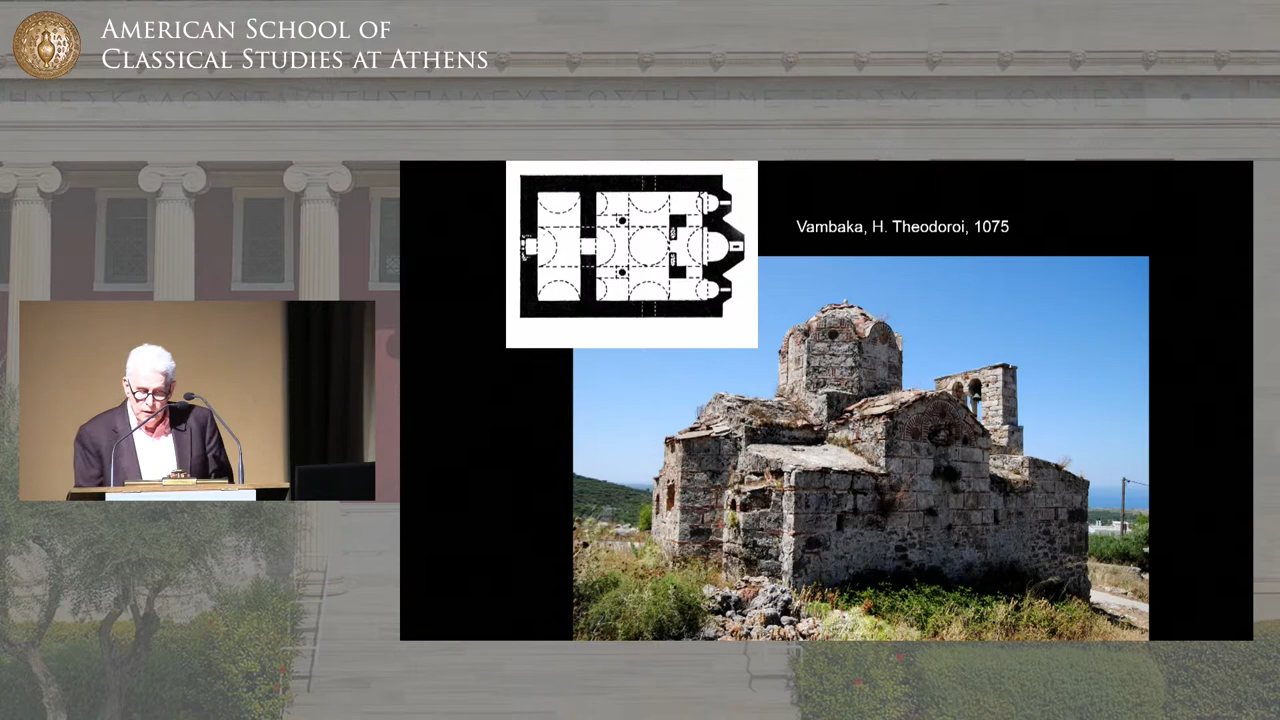 AMERICAN SCHOOL OF
CLASSICAL STUDIES AT ATHENS
Vambaka, H. Theodoroi, 1075